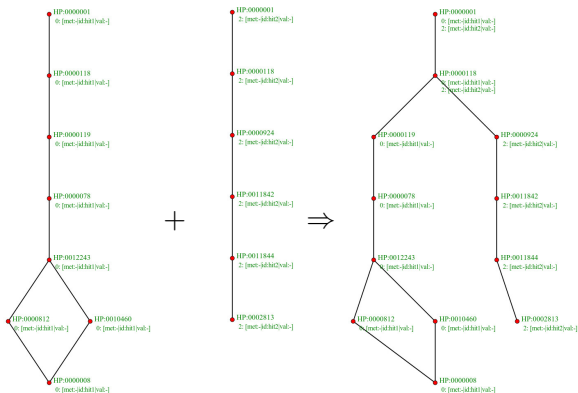 HP:0000001
0: [met:-|id:hit1|val:-]
HP:0000118
0: [met:-|id:hit1|val:-]
HP:0000119
0: [met:-|id:hit1|val:-]
HP:0000078
0: [met:-|id:hit1|val:-]
HP:0012243
0: [met:-|id:hit1|val:-]
HP:0000812
0: [met:-|id:hit1|val:-]
HP:0010460
0: [met:-|id:hit1|val:-]
HP:0000008
0: [met:-|id:hit1|val:-]
+
HP:0000001
2: [met:-|id:hit2|val:-]
HP:0000118
2: [met:-|id:hit2|val:-]
HP:0000924
2: [met:-|id:hit2|val:-]
HP:0011842
2: [met:-|id:hit2|val:-]
HP:0011844
2: [met:-|id:hit2|val:-]
HP:0002813
2: [met:-|id:hit2|val:-]
⇒
HP:0000001
0: [met:-|id:hit1|val:-]
2: [met:-|id:hit2|val:-]
HP:0000118
0: [met:-|id:hit1|val:-]
2: [met:-|id:hit2|val:-]
HP:0000119
0: [met:-|id:hit1|val:-]
HP:0000924
2: [met:-|id:hit2|val:-]
HP:0000078
0: [met:-|id:hit1|val:-]
HP:0011842
2: [met:-|id:hit2|val:-]
HP:0012243
0: [met:-|id:hit1|val:-]
HP:0011844
2: [met:-|id:hit2|val:-]
HP:0000812
0: [met:-|id:hit1|val:-]
HP:0010460
0: [met:-|id:hit1|val:-]
HP:0002813
2: [met:-|id:hit2|val:-]
HP:0000008
0: [met:-|id:hit1|val:-]